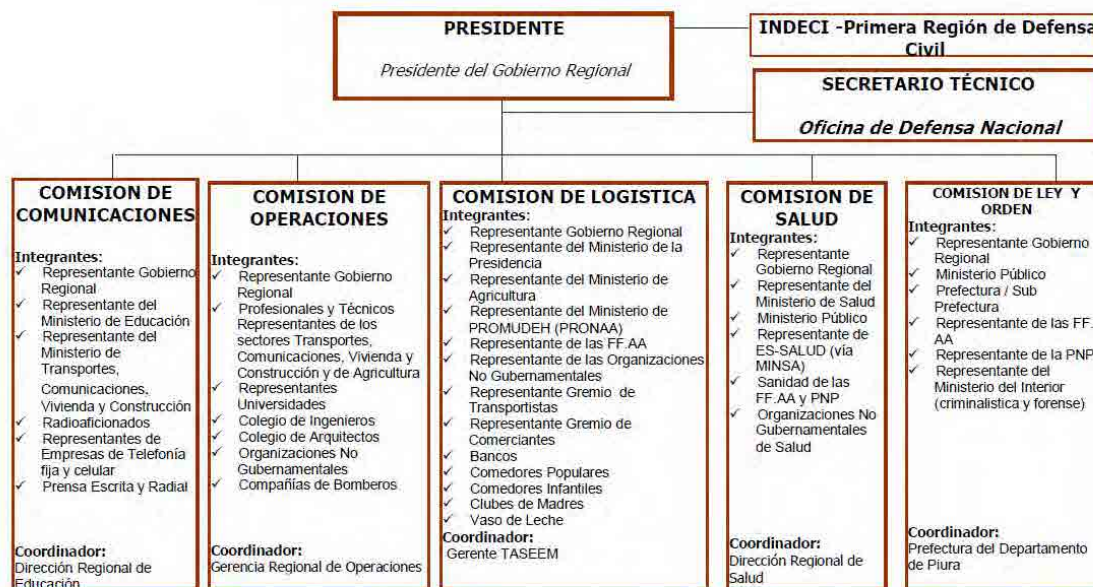 PRESIDENTE
Presidente del Gobierno Regional
INDECI -Primera Región de Defensa
Civil
SECRETARIO TÉCNICO
Oficina de Defensa Nacional
COMISION DE
COMUNICACIONES
Integrantes:
✓ Representante Gobierno
Regional
✓ Representante del
Ministerio de Educación
✓ Representante del
Ministerio de
Transportes,
Comunicaciones,
Vivienda y Construcción
✓ Radioaficionados
✓ Representantes de
Empresas de Telefonía
fija y celular
✓ Prensa Escrita y Radial
Coordinador:
Dirección Regional de
Educación
COMISION DE
OPERACIONES
Integrantes:
✓ Representante Gobierno
Regional
✓ Profesionales y Técnicos
Representantes de los
sectores Transportes,
Comunicaciones, Vivienda y
Construcción y de Agricultura
✓ Representantes
Universidades
✓ Colegio de Ingenieros
✓ Colegio de Arquitectos
✓ Organizaciones No
Gubernamentales
✓ Compañías de Bomberos
Coordinador:
Gerencia Regional de Operaciones
COMISION DE LOGISTICA
Integrantes:
✓ Representante Gobierno Regional
✓ Representante del Ministerio de la
Presidencia
✓ Representante del Ministerio de
Agricultura
✓ Representante del Ministerio de
PROMUDEH (PRONAA)
✓ Representante de las FF.AA
✓ Representante de las Organizaciones
No Gubernamentales
✓ Representante Gremio de
Transportistas
✓ Representante Gremio de
Comerciantes
✓ Bancos
✓ Comedores Populares
✓ Comedores Infantiles
✓ Clubes de Madres
✓ Vaso de Leche
Coordinador:
Gerente TASEEM
COMISION DE
SALUD
Integrantes:
✓ Representante
Gobierno Regional
✓ Representante del
Ministerio de Salud
✓ Ministerio Público
✓ Representante de
ES-SALUD (vía
MINSA)
✓ Sanidad de las
FF.AA y PNP
✓ Organizaciones No
Gubernamentales
de Salud
Coordinador:
Dirección Regional de
Salud
COMISION DE LEY Y
ORDEN
Integrantes:
✓ Representante Gobierno
Regional
✓ Ministerio Público
✓ Prefectura / Sub
Prefectura
✓ Representante de las FF.
AA
✓ Representante de la PNP
✓ Representante del
Ministerio del Interior
(criminalistica y forense)
Coordinador:
Prefectura del Departamento
de Piura